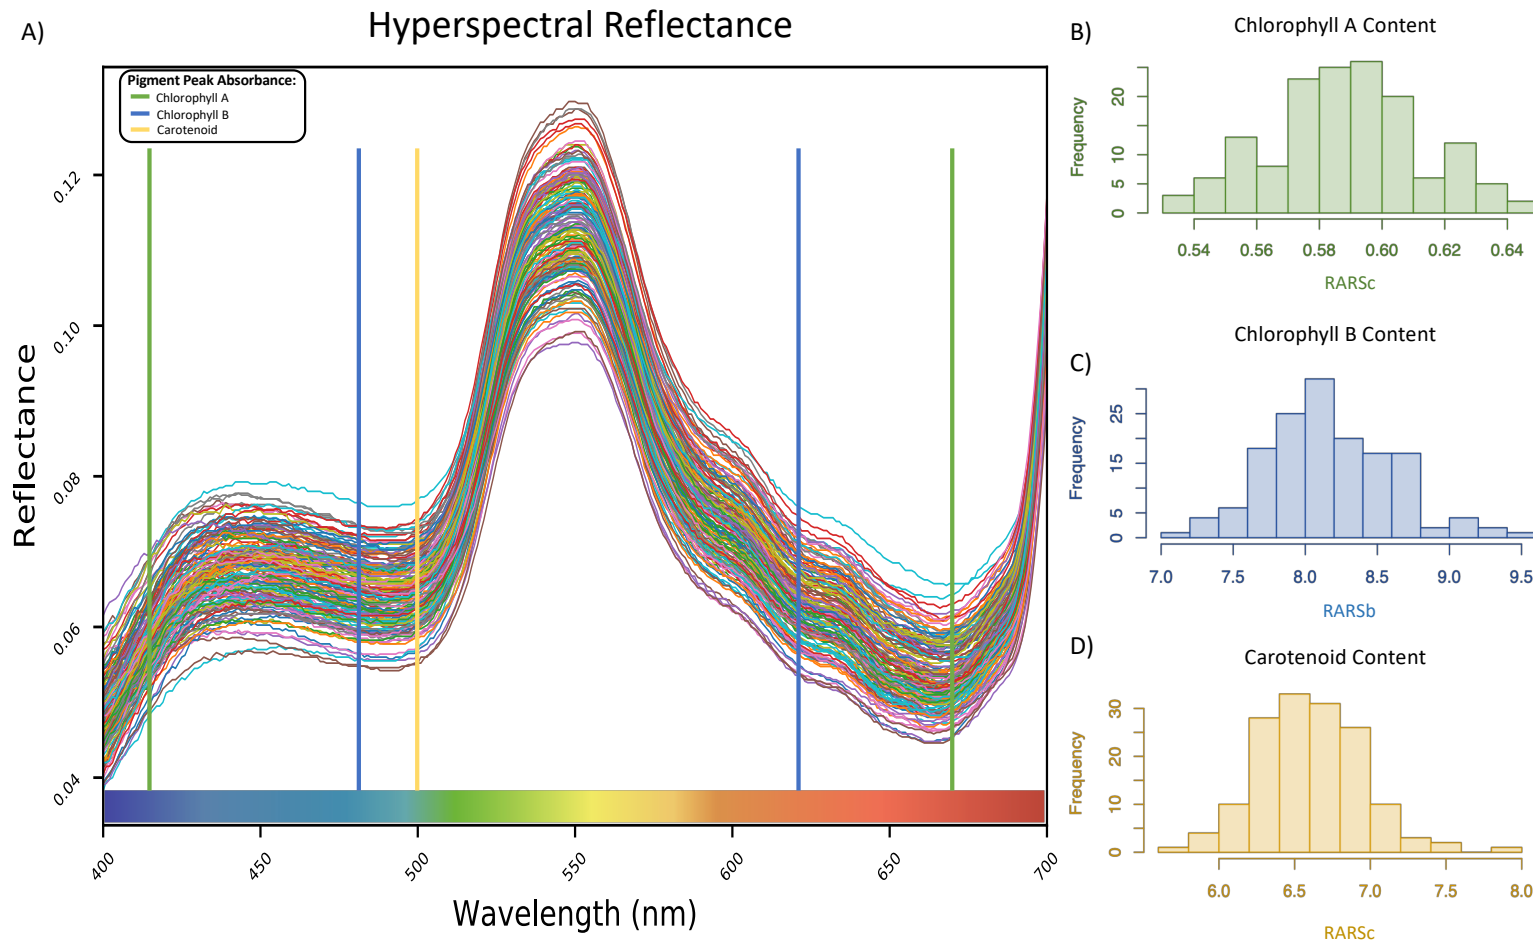 A)
Hyperspectral Reflectance
Pigment Peak Absorbance:
Chlorophyll A
Chlorophyll B
Carotenoid
Reflectance
0.12
0.10
0.08
0.06
0.04
400 450 500 550 600 650 700
Wavelength (nm)
B)
Chlorophyll A Content
Frequency
20
10
5
0
0.54 0.56 0.58 0.60 0.62 0.64
RARSc
C)
Chlorophyll B Content
Frequency
25
15
5
0
7.0 7.5 8.0 8.5 9.0 9.5
RARSb
D)
Carotenoid Content
Frequency
30
20
10
0
6.0 6.5 7.0 7.5 8.0
RARSc